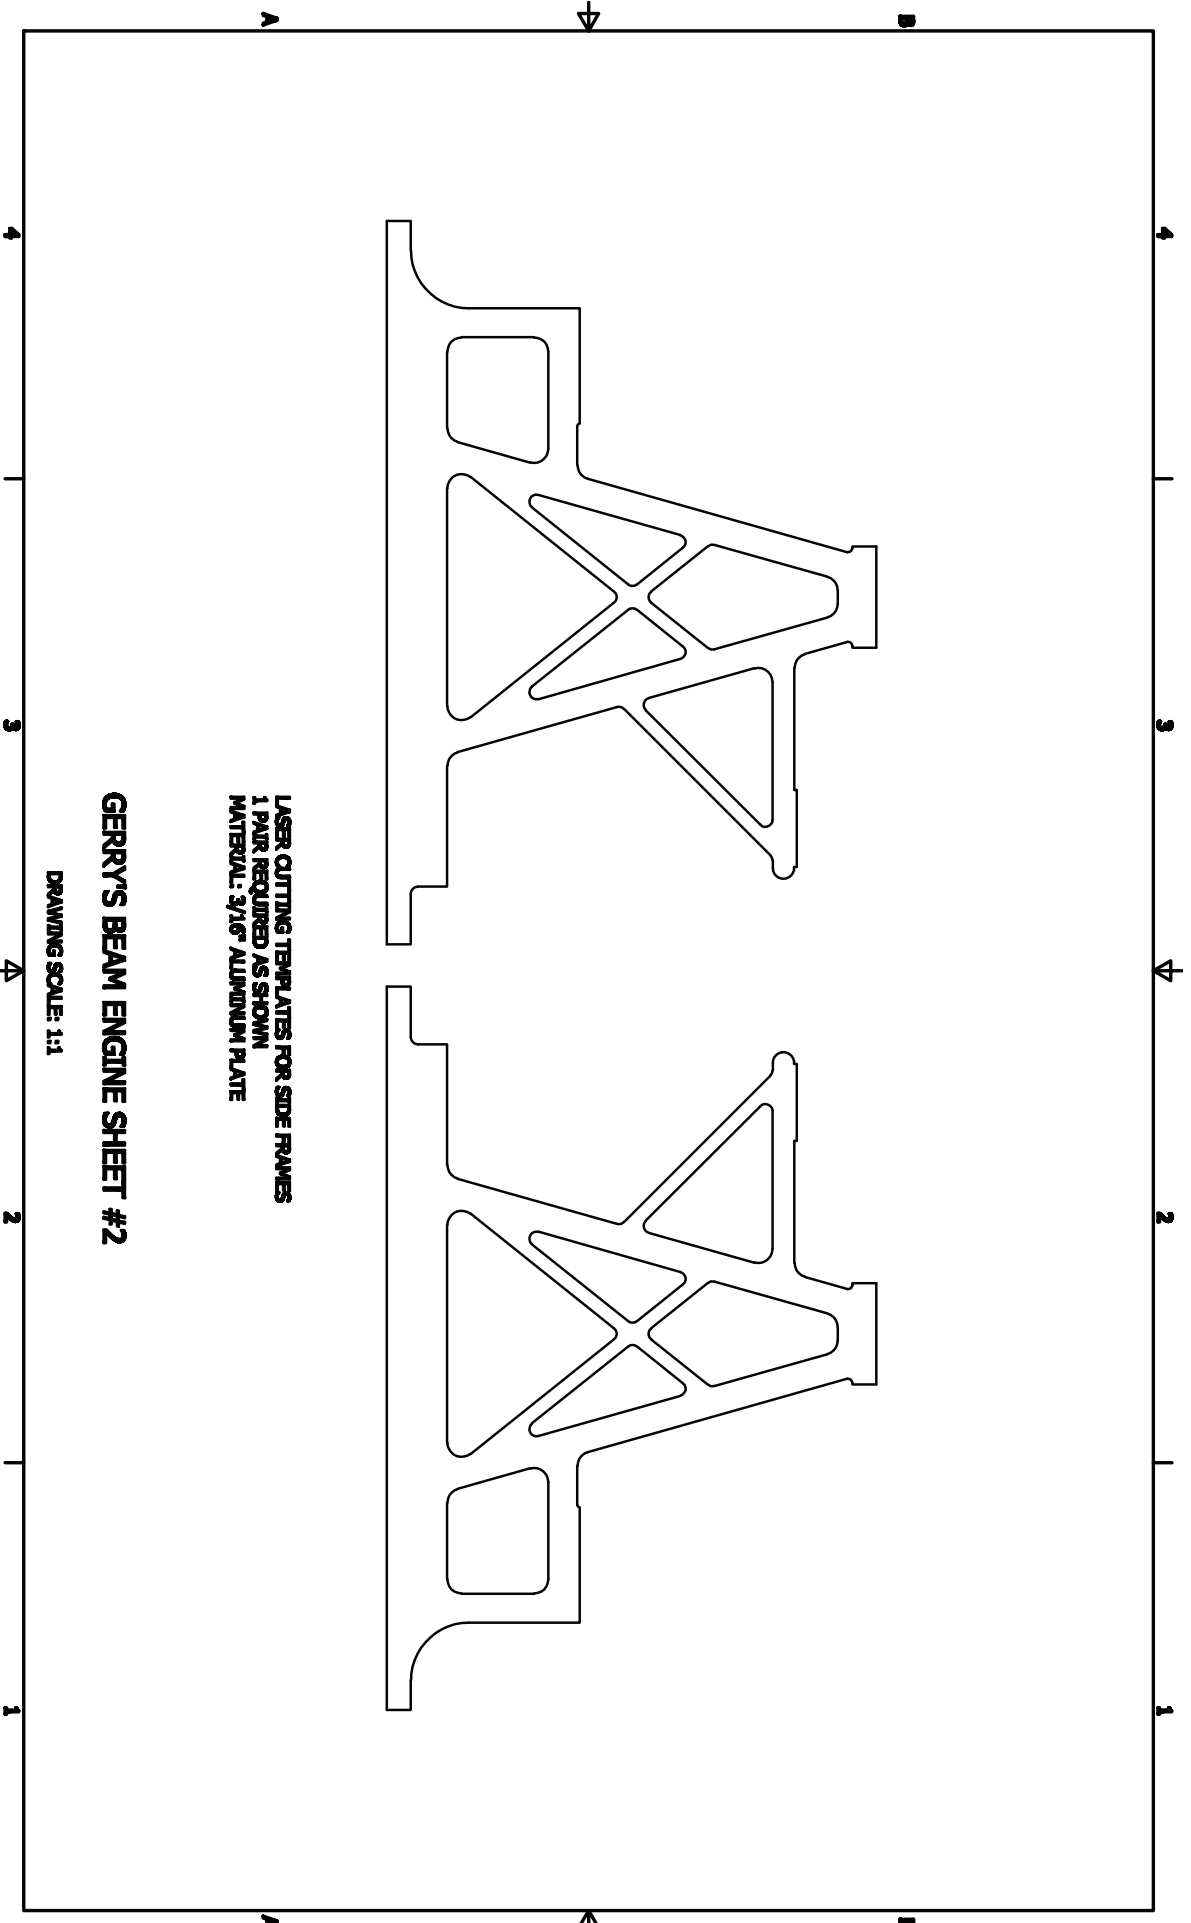 B
B
A
A
4
4
3
3
2
2
1
1
LASER CUTTING TEMPLATES FOR SIDE FRAMES
1 PAIR REQUIRED AS SHOWN
MATERIAL: 3/16" ALUMINUM PLATE
GERRY'S BEAM ENGINE SHEET #2
DRAWING SCALE: 1:1